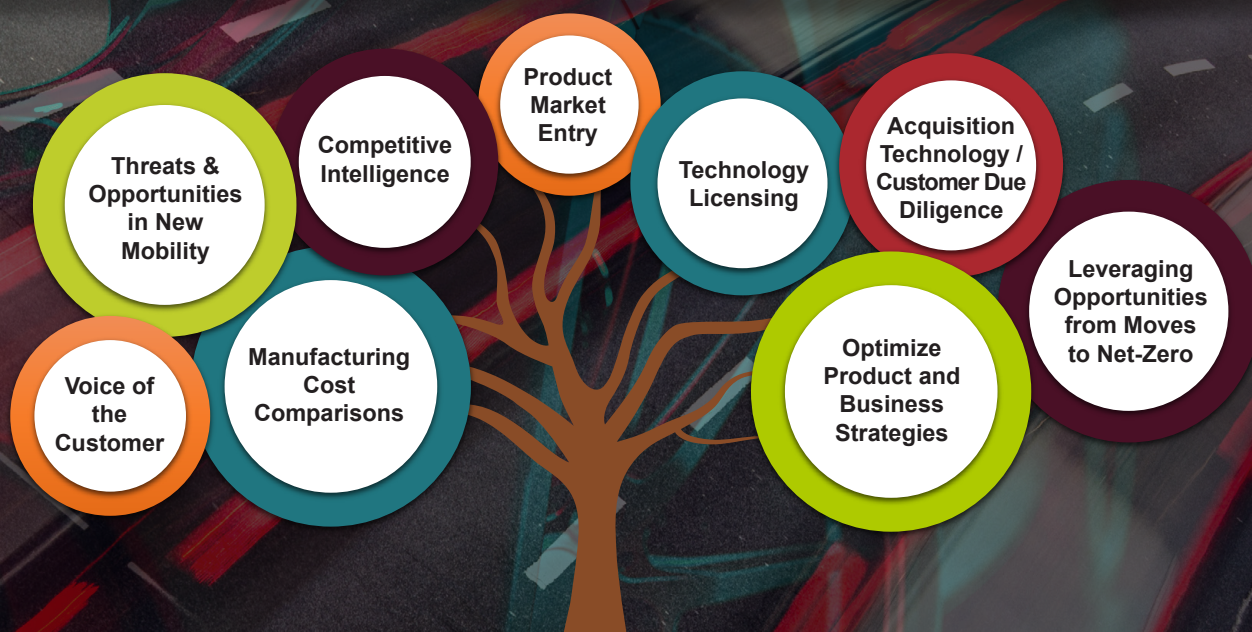 Threats &
Opportunities
in New
Mobility
Competitive
Intelligence
Product
Market
Entry
Technology
Licensing
Acquisition
Technology /
Customer Due
Diligence
Leveraging
Opportunities
from Moves
to Net-Zero
Voice of
the
Customer
Manufacturing
Cost
Comparisons
Optimize
Product and
Business
Strategies